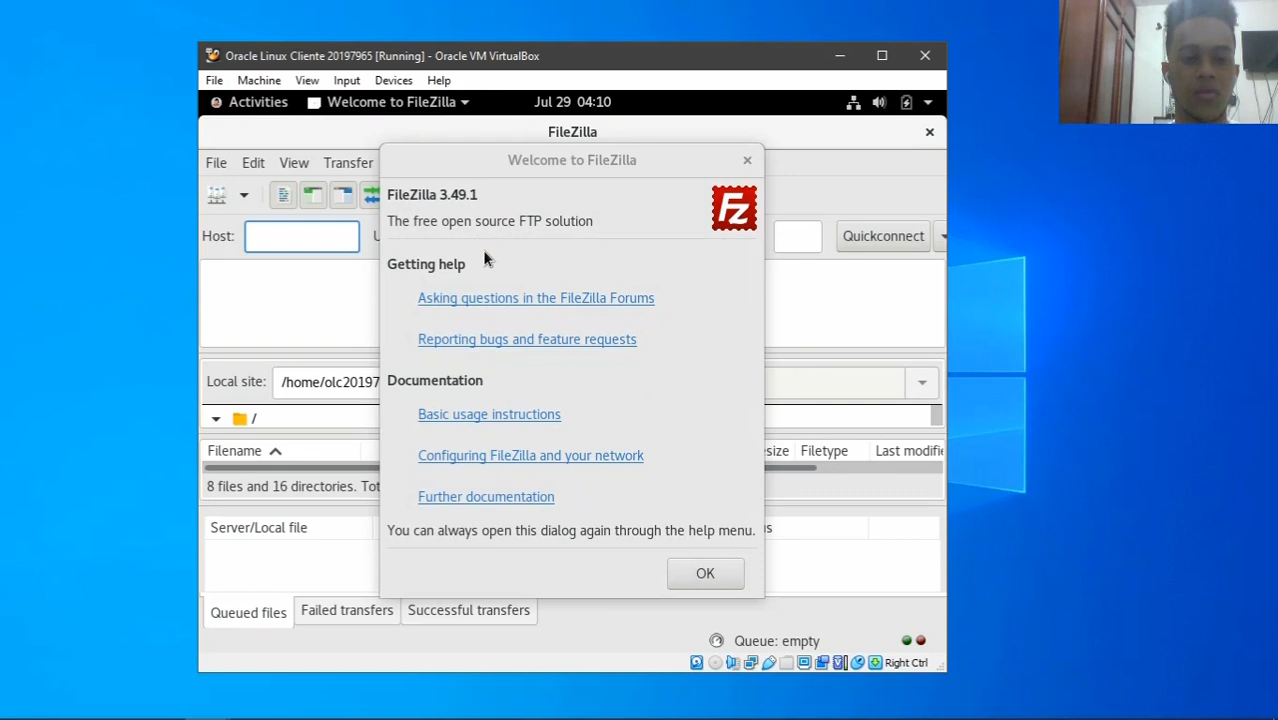 Oracle Linux Cliente 20197965 [Running] - Oracle VM VirtualBox
File Machine View Input Devices Help
Activities Welcome to FileZilla Jul 29 04:10
FileZilla
File Edit View Transfer
Welcome to FileZilla
FileZilla 3.49.1
The free open source FTP solution
Fz
Host: U Quickconnect
Getting help
Asking questions in the FileZilla Forums
Reporting bugs and feature requests
Local site: /home/olc20197
Documentation
/
Basic usage instructions
Filename size Filetype Last modifie
Configuring FileZilla and your network
8 files and 16 directories. Tot
Further documentation
Server/Local file us
You can always open this dialog again through the help menu.
OK
Queued files Failed transfers Successful transfers
Queue: empty
Right Ctrl